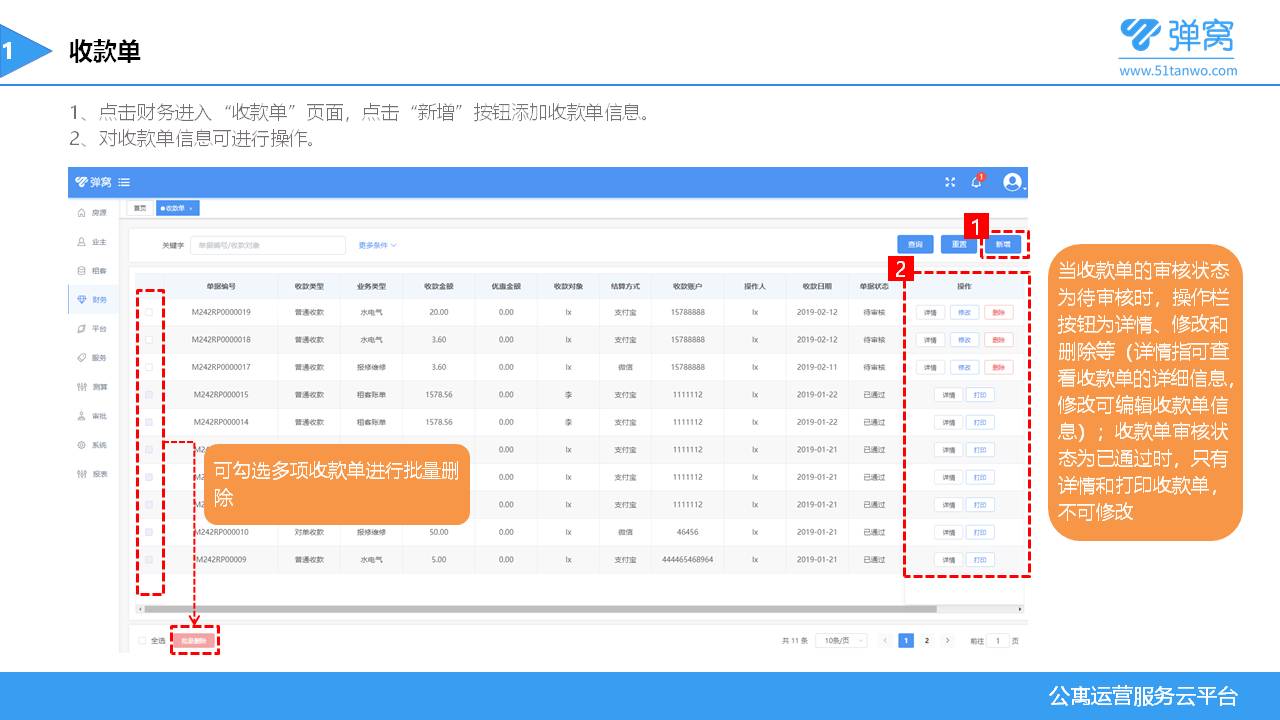 1
收款单
弹窝
www.51tanwo.com
1、点击财务进入“收款单”页面，点击“新增”按钮添加收款单信息。
2、对收款单信息可进行操作。
弹窝
1
首页
收款单 ×
房源
业主
租客
财务
平台
服务
测算
审批
系统
报表
关键字 单据编号/收款对象 更多条件 查询 重置 新增
1
2
单据编号 收款类型 业务类型 收款金额 优惠金额 收款对象 结算方式 收款账户 操作人 收款日期 单据状态 操作
M242RP0000019 普通收款 水电气 20.00 0.00 lx 支付宝 15788888 lx 2019-02-12 待审核 详情 修改 删除
M242RP0000018 普通收款 水电气 3.60 0.00 lx 支付宝 15788888 lx 2019-02-12 待审核 详情 修改 删除
M242RP0000017 普通收款 报修维修 3.60 0.00 lx 微信 15788888 lx 2019-02-11 待审核 详情 修改 删除
M242RP000015 普通收款 租客账单 1578.56 0.00 李 支付宝 1111112 lx 2019-01-22 已通过 详情 打印
M242RP000014 普通收款 租客账单 1578.56 0.00 李 支付宝 1111112 lx 2019-01-22 已通过 详情 打印
0.00 lx 支付宝 1111112 lx 2019-01-21 已通过 详情 打印
0.00 lx 支付宝 1111112 lx 2019-01-21 已通过 详情 打印
0.00 lx 支付宝 1111112 lx 2019-01-21 已通过 详情 打印
M242RP000010 对单收款 报修维修 50.00 0.00 lx 微信 46456 lx 2019-01-21 已通过 详情 打印
M242RP00009 普通收款 水电气 5.00 0.00 lx 支付宝 444465468964 lx 2019-01-21 已通过 详情 打印
可勾选多项收款单进行批量删
除
全选 批量删除
共 11 条 10条/页 1 2 前往 1 页
当收款单的审核状态
为待审核时，操作栏
按钮为详情、修改和
删除等（详情指可查
看收款单的详细信息，
修改可编辑收款单信
息）；收款单审核状
态为已通过时，只有
详情和打印收款单，
不可修改
公寓运营服务云平台